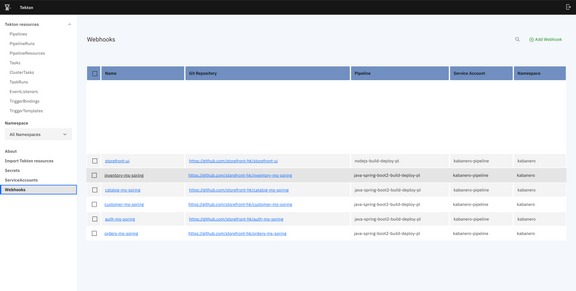 Tekton
Tekton resources
Pipelines
PipelineRuns
PipelineResources
Tasks
ClusterTasks
TaskRuns
EventListeners
TriggerBindings
TriggerTemplates
Namespace
All Namespaces
About
Import Tekton resources
Secrets
ServiceAccounts
Webhooks
Webhooks
Add Webhook
Name Git Repository Pipeline Service Account Namespace
storefront-ui https://github.com/storefront-hk/storefront-ui nodejs-build-deploy-pl kabanero-pipeline kabanero
inventory-ms-spring https://github.com/storefront-hk/inventory-ms-spring java-spring-boot2-build-deploy-pl kabanero-pipeline kabanero
catalog-ms-spring https://github.com/storefront-hk/catalog-ms-spring java-spring-boot2-build-deploy-pl kabanero-pipeline kabanero
customer-ms-spring https://github.com/storefront-hk/customer-ms-spring java-spring-boot2-build-deploy-pl kabanero-pipeline kabanero
auth-ms-spring https://github.com/storefront-hk/auth-ms-spring java-spring-boot2-build-deploy-pl kabanero-pipeline kabanero
orders-ms-spring https://github.com/storefront-hk/orders-ms-spring java-spring-boot2-build-deploy-pl kabanero-pipeline kabanero